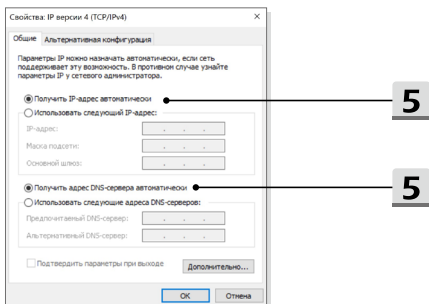 Свойства: IP версии 4 (TCP/IPv4)
Общие Альтернативная конфигурация
Параметры IP можно назначать автоматически, если сеть
поддерживает эту возможность. В противном случае узнайте
параметры IP у сетевого администратора.
Получить IP-адрес автоматически
5
Использовать следующий IP-адрес:
IP-адрес:
Маска подсети:
Основной шлюз:
Получить адрес DNS-сервера автоматически
5
Использовать следующие адреса DNS-серверов:
Предпочитаемый DNS-сервер:
Альтернативный DNS-сервер:
Подтвердить параметры при выходе
Дополнительно...
ОК Отмена